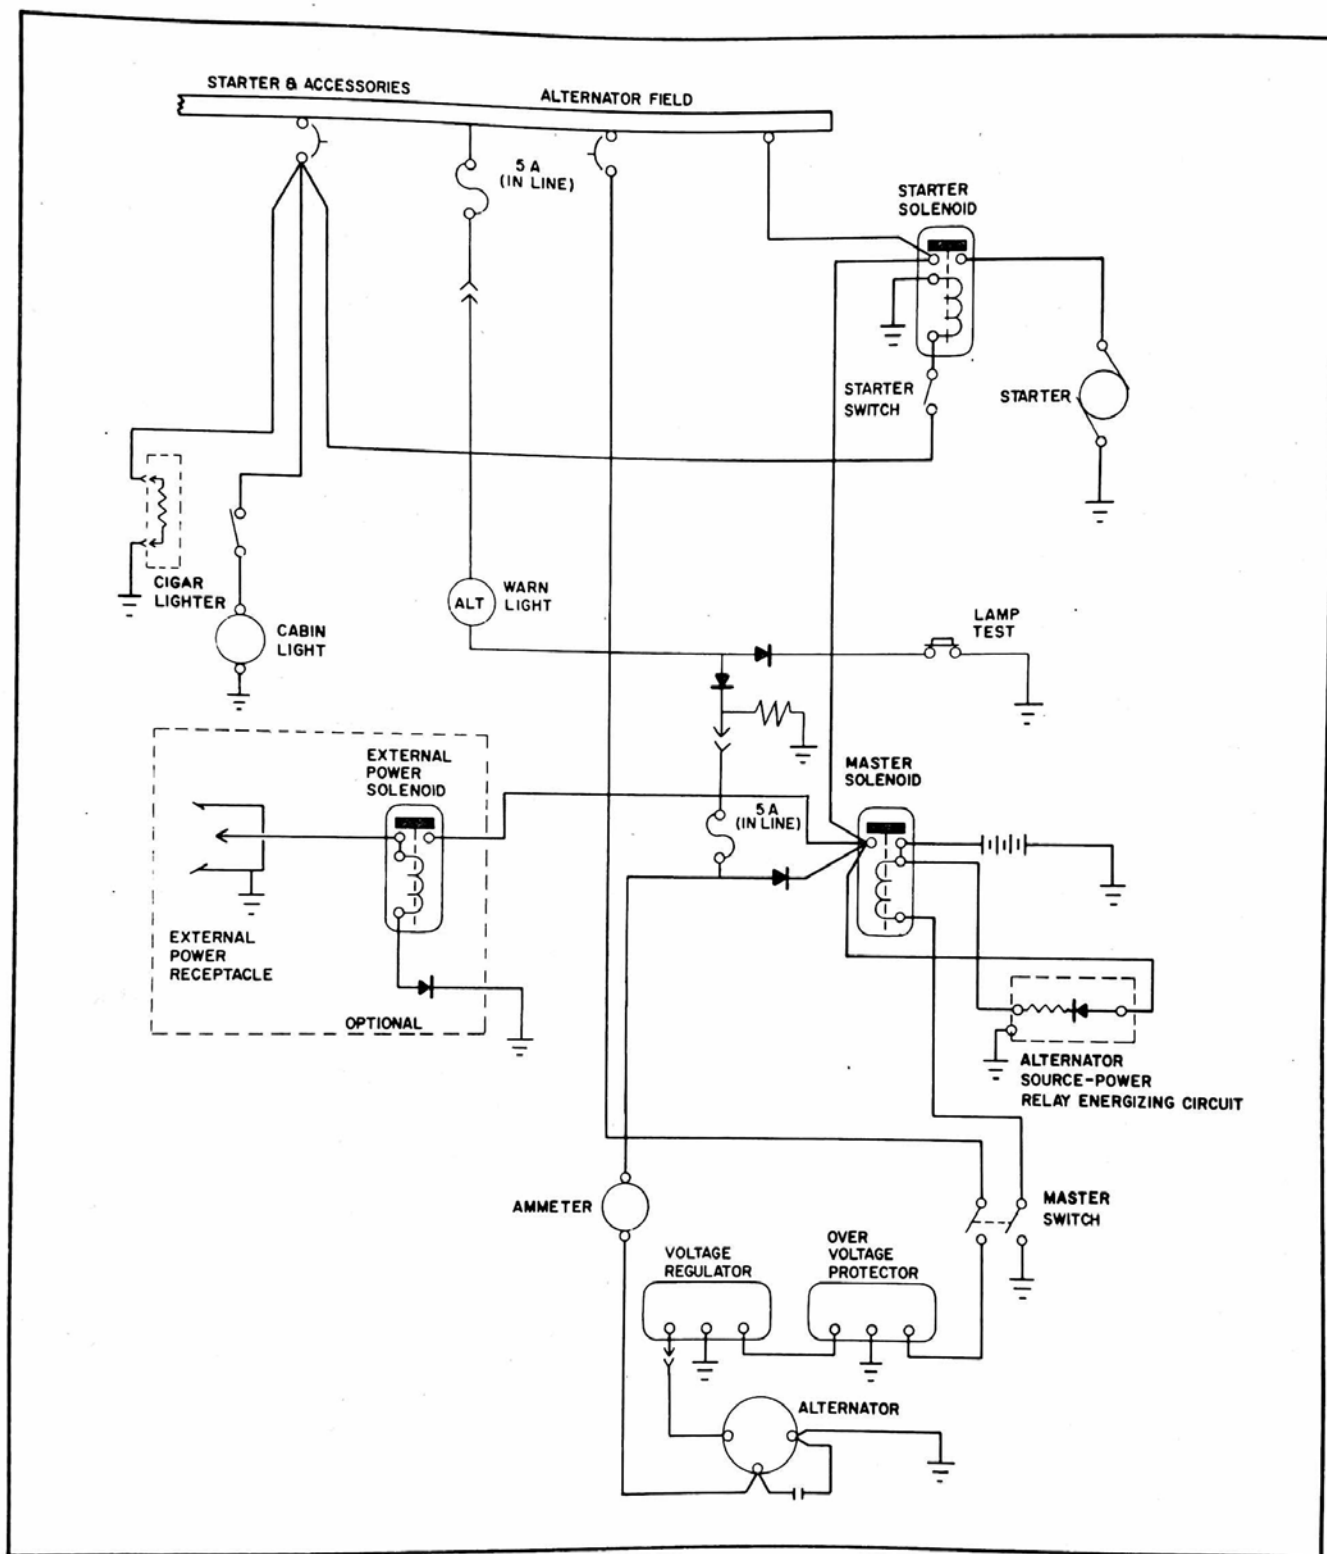 STARTER & ACCESSORIES
ALTERNATOR FIELD
5 A
(IN LINE)
STARTER
SOLENOID
STARTER
SWITCH
STARTER
CIGAR
LIGHTER
CABIN
LIGHT
ALT
WARN
LIGHT
LAMP
TEST
EXTERNAL
POWER
SOLENOID
MASTER
SOLENOID
5 A
(IN LINE)
EXTERNAL
POWER
RECEPTACLE
OPTIONAL
ALTERNATOR
SOURCE-POWER
RELAY ENERGIZING CIRCUIT
AMMETER
MASTER
SWITCH
VOLTAGE
REGULATOR
OVER
VOLTAGE
PROTECTOR
ALTERNATOR